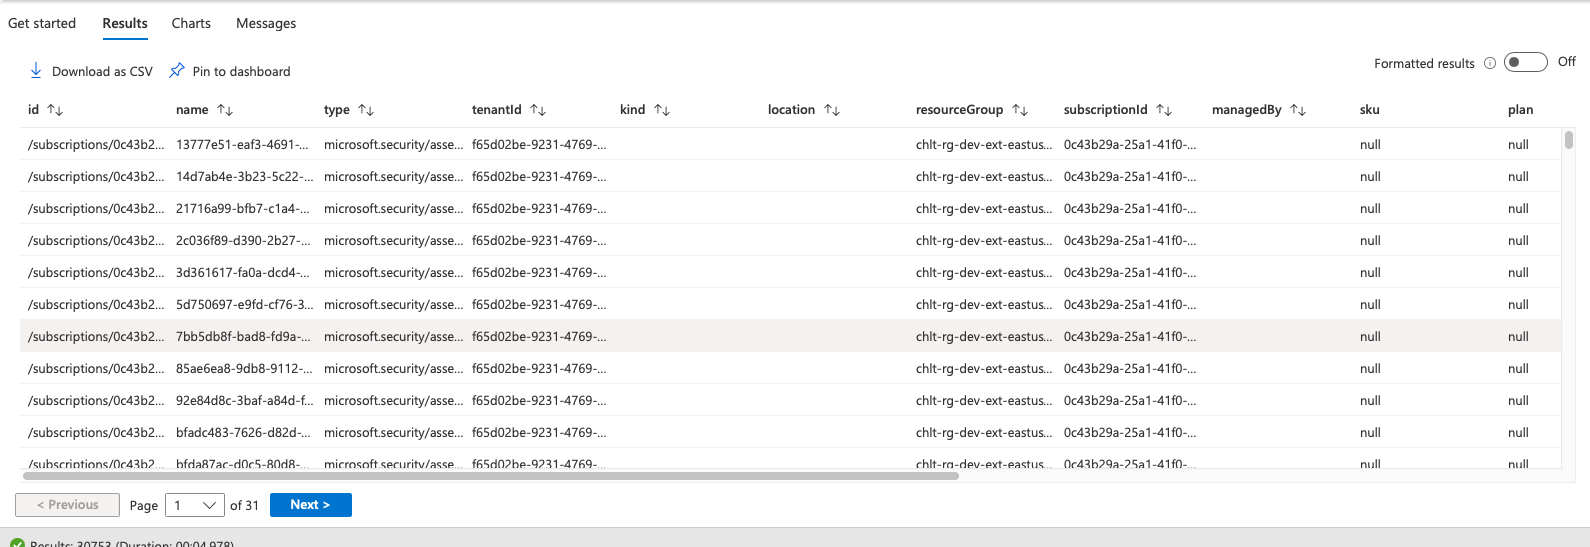 Get started Results Charts Messages
Download as CSV Pin to dashboard Formatted results Off
id name type tenantId kind location resourceGroup subscriptionId managedBy sku plan
/subscriptions/0c43b2... 13777e51-eaf3-4691-... microsoft.security/asse... f65d02be-9231-4769-... chlt-rg-dev-ext-eastus... 0c43b29a-25a1-41f0-... null null
/subscriptions/0c43b2... 14d7ab4e-3b23-5c22-... microsoft.security/asse... f65d02be-9231-4769-... chlt-rg-dev-ext-eastus... 0c43b29a-25a1-41f0-... null null
/subscriptions/0c43b2... 21716a99-bfb7-c1a4-... microsoft.security/asse... f65d02be-9231-4769-... chlt-rg-dev-ext-eastus... 0c43b29a-25a1-41f0-... null null
/subscriptions/0c43b2... 2c036f89-d390-2b27-... microsoft.security/asse... f65d02be-9231-4769-... chlt-rg-dev-ext-eastus... 0c43b29a-25a1-41f0-... null null
/subscriptions/0c43b2... 3d361617-fa0a-dcd4-... microsoft.security/asse... f65d02be-9231-4769-... chlt-rg-dev-ext-eastus... 0c43b29a-25a1-41f0-... null null
/subscriptions/0c43b2... 5d750697-e9fd-cf76-3... microsoft.security/asse... f65d02be-9231-4769-... chlt-rg-dev-ext-eastus... 0c43b29a-25a1-41f0-... null null
/subscriptions/0c43b2... 7bb5db8f-bad8-fd9a-... microsoft.security/asse... f65d02be-9231-4769-... chlt-rg-dev-ext-eastus... 0c43b29a-25a1-41f0-... null null
/subscriptions/0c43b2... 85ae6ea8-9db8-9112-... microsoft.security/asse... f65d02be-9231-4769-... chlt-rg-dev-ext-eastus... 0c43b29a-25a1-41f0-... null null
/subscriptions/0c43b2... 92e84d8c-3baf-a84d-f... microsoft.security/asse... f65d02be-9231-4769-... chlt-rg-dev-ext-eastus... 0c43b29a-25a1-41f0-... null null
/subscriptions/0c43b2... bfadc483-7626-d82d-... microsoft.security/asse... f65d02be-9231-4769-... chlt-rg-dev-ext-eastus... 0c43b29a-25a1-41f0-... null null
/subscriptions/0c43b2... bfda87ac-d0c5-80d8-... microsoft.security/asse... f65d02be-9231-4769-... chlt-rg-dev-ext-eastus... 0c43b29a-25a1-41f0-... null null
< Previous Page 1 of 31 Next >
Results: 30753 (Duration: 00:04.978)